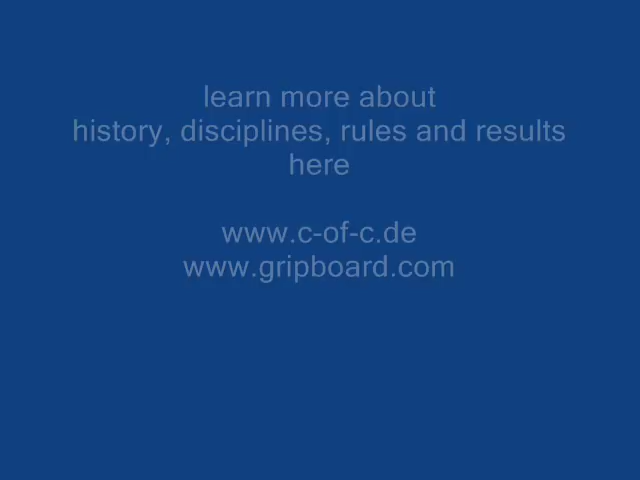 learn more about
history, disciplines, rules and results
here
www.c-of-c.de
www.gripboard.com